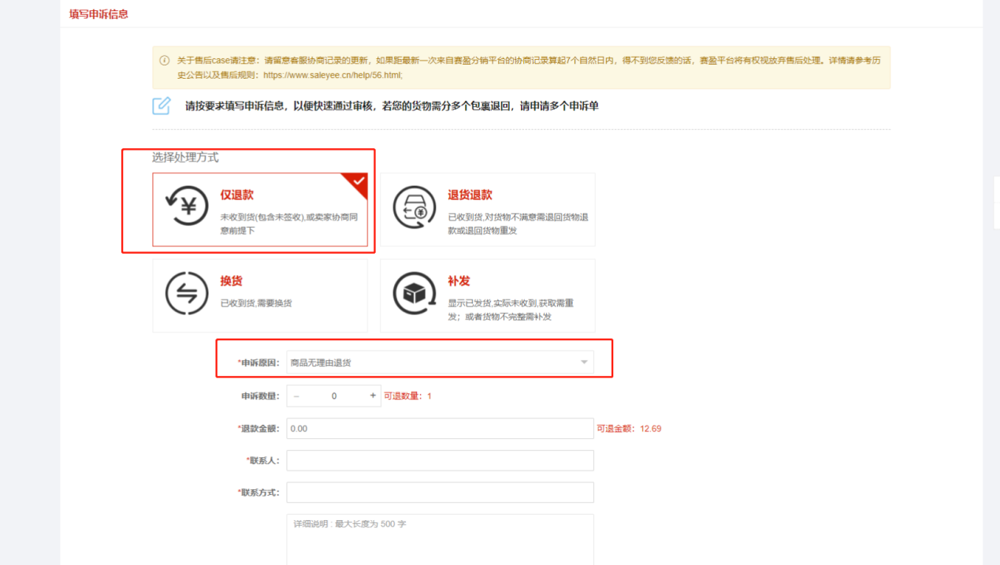 填写申诉信息
关于售后case请注意：请留意客服协商记录的更新，如果距最新一次来自赛盈分销平台的协商记录算起7个自然日内，得不到您反馈的话，赛盈平台将有权视放弃售后处理。详情请参考历
史公告以及售后规则：https://www.saleyee.cn/help/56.html;
请按要求填写申诉信息，以便快速通过审核，若您的货物需分多个包裹退回，请申请多个申诉单
选择处理方式
仅退款
未收到货(包含未签收),或卖家协商同
意前提下
退货退款
已收到货,对货物不满意需退回货物退
款或退回货物重发
换货
已收到货,需要换货
补发
显示已发货,实际未收到,获取需重
发；或者货物不完整需补发
*申诉原因： 商品无理由退货
申诉数量： － 0 + 可退数量：1
*退款金额： 0.00 可退金额：12.69
*联系人：
*联系方式：
详细说明 : 最大长度为 500 字